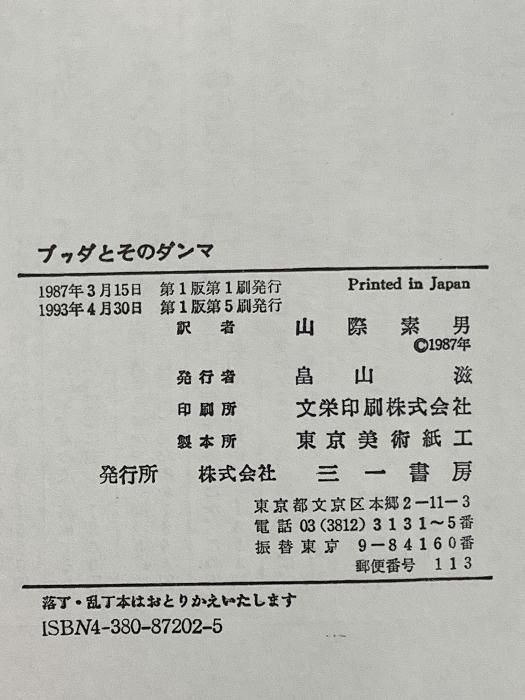 ブッダとそのダンマ
1987年3月15日 第1版第1刷発行 Printed in Japan
1993年4月30日 第1版第5刷発行
訳者 山際素男
©1987年
発行者 畠山滋
印刷所 文栄印刷株式会社
製本所 東京美術紙工
発行所 株式会社 三一書房
東京都文京区本郷2-11-3
電話 03(3812)3131~5番
振替東京 9-84160番
郵便番号 113
落丁・乱丁本はおとりかえいたします
ISBN4-380-87202-5